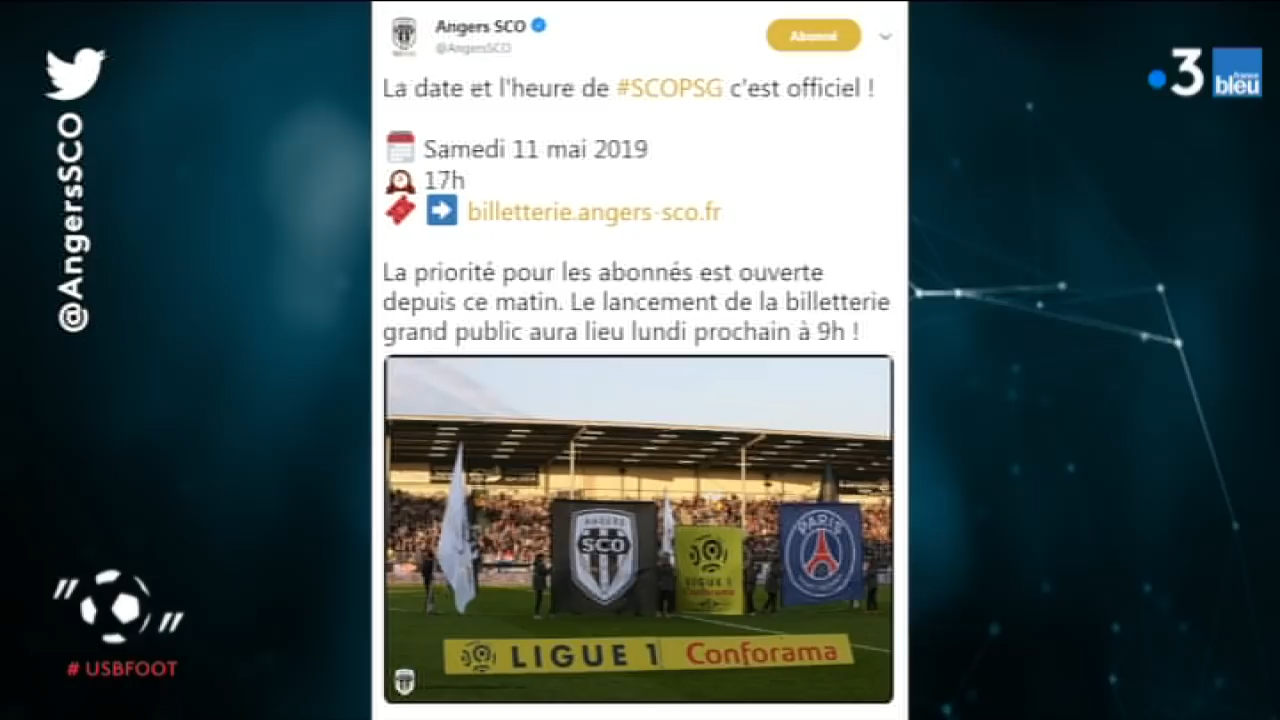 Angers SCO
@AngersSCO
Abonné
La date et l'heure de #SCOPSG c'est officiel !
Samedi 11 mai 2019
17h
billetterie.angers-sco.fr
La priorité pour les abonnés est ouverte
depuis ce matin. Le lancement de la billetterie
grand public aura lieu lundi prochain à 9h !
@AngersSCO
3
france
bleu
ANGERS
SCO
LIGUE 1
Conforama
PARIS
LIGUE 1 Conforama
# USBFOOT